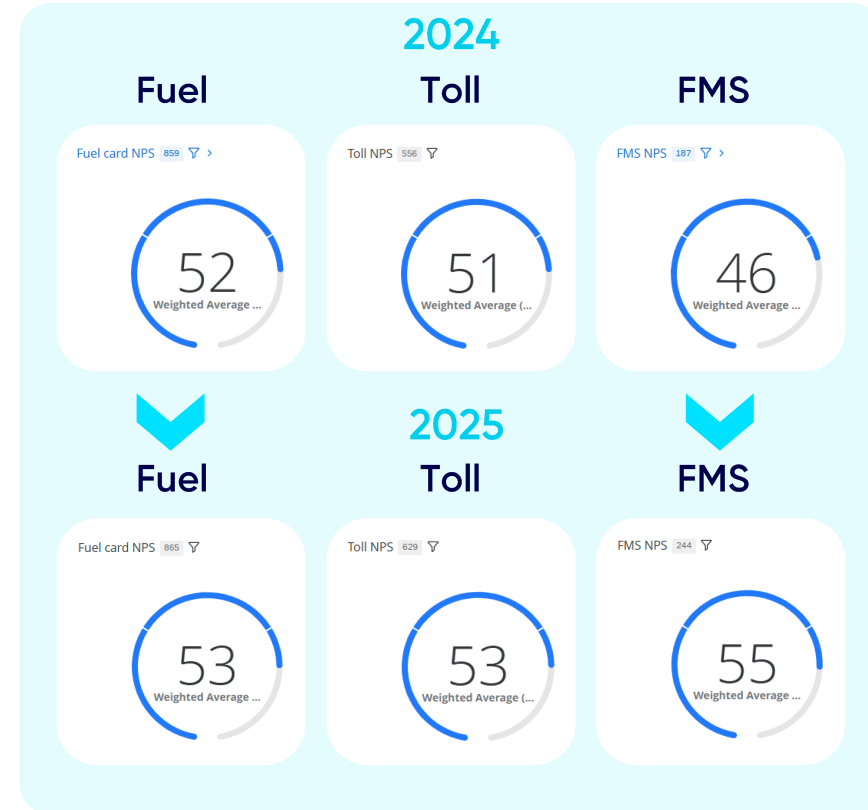 2024
Fuel Toll FMS
Fuel card NPS 859 Toll NPS 556 FMS NPS 187
52 51 46
Weighted Average ... Weighted Average (... Weighted Average ...
2025
Fuel Toll FMS
Fuel card NPS 865 Toll NPS 629 FMS NPS 244
53 53 55
Weighted Average ... Weighted Average (... Weighted Average ...